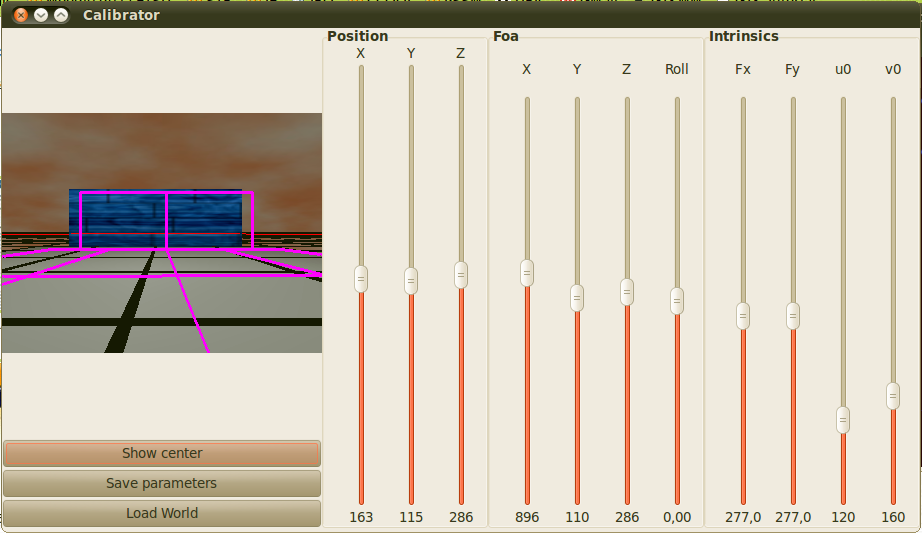 Calibrator
Position
X Y Z
163 115 286
Foa
X Y Z Roll
896 110 286 0,00
Intrinsics
Fx Fy u0 v0
277,0 277,0 120 160
Show center
Save parameters
Load World